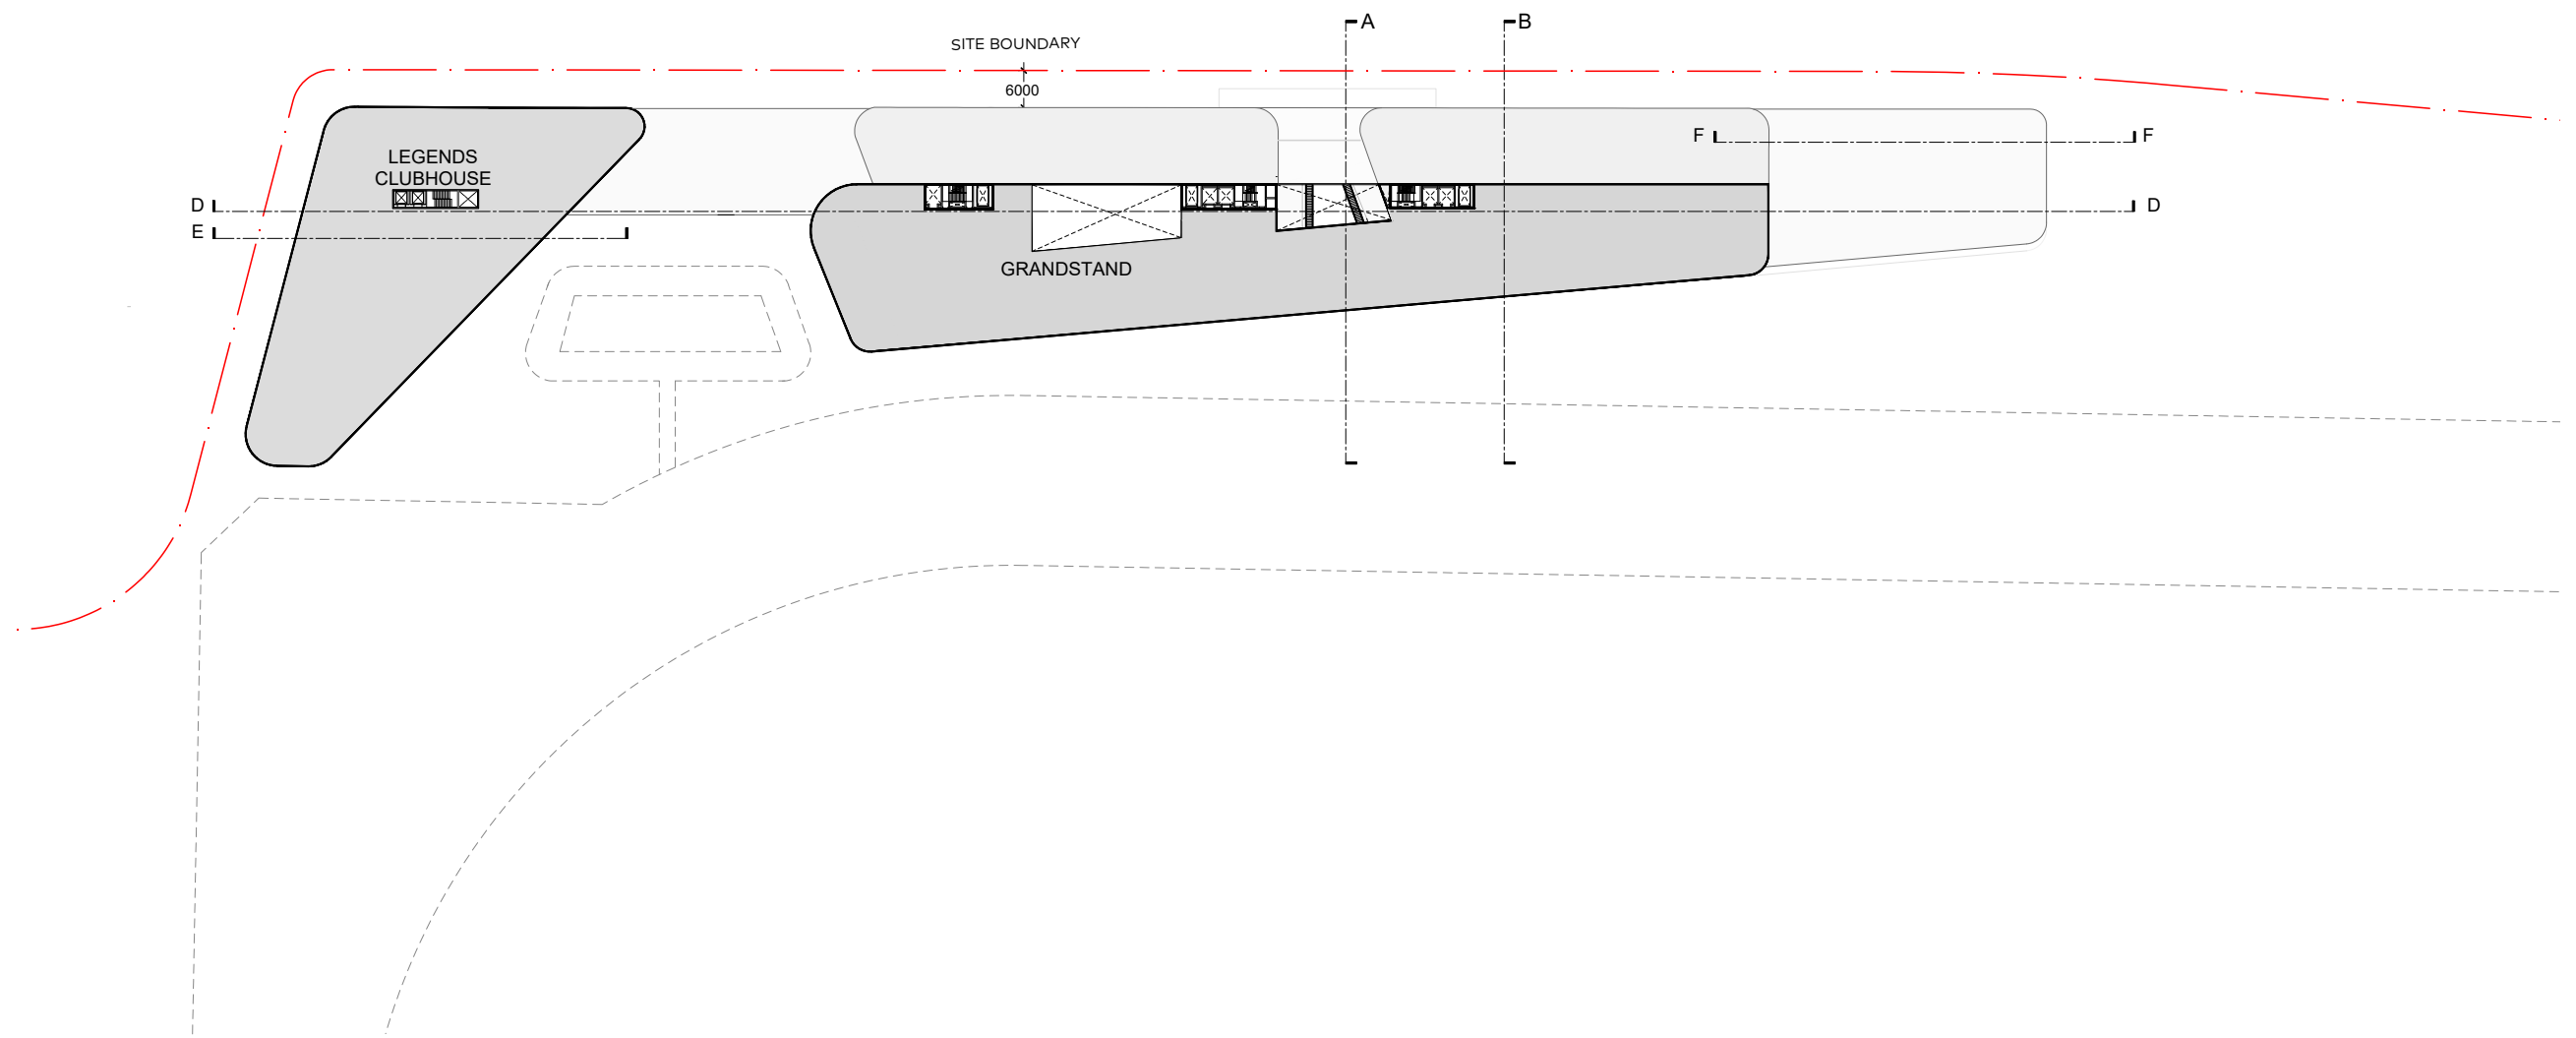 A
B
SITE BOUNDARY
6000
F
F
LEGENDS
CLUBHOUSE
D
D
E
GRANDSTAND